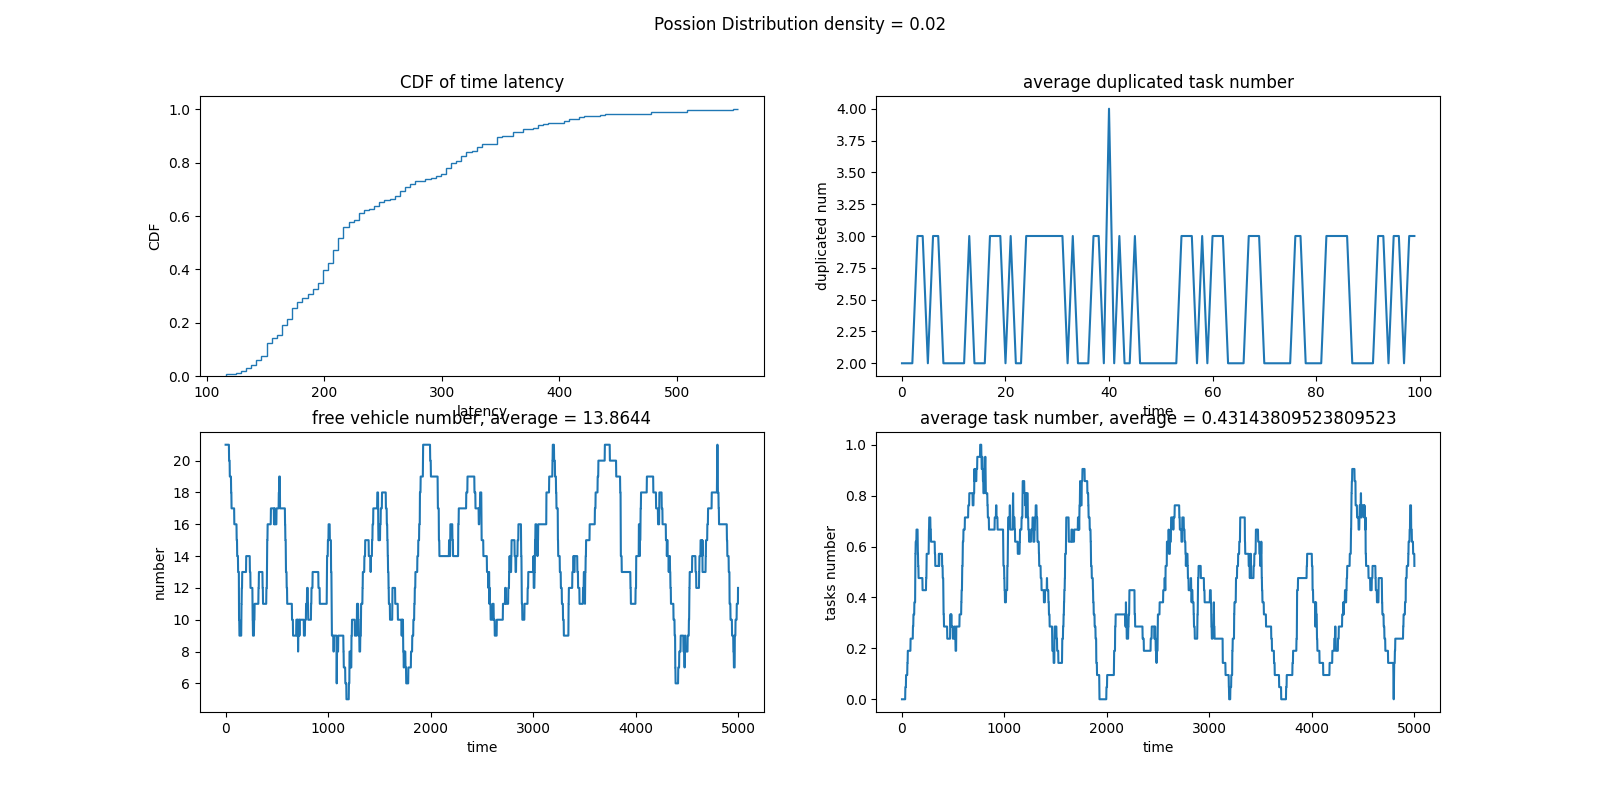 Possion Distribution density = 0.02
CDF of time latency
1.0
0.8
0.6
0.4
0.2
0.0
CDF
100 200 300 400 500
latency
average duplicated task number
4.00
3.75
3.50
3.25
3.00
2.75
2.50
2.25
2.00
duplicated num
0 20 40 60 80 100
time
free vehicle number, average = 13.8644
20
18
16
14
12
10
8
6
number
0 1000 2000 3000 4000 5000
time
average task number, average = 0.43143809523809523
1.0
0.8
0.6
0.4
0.2
0.0
tasks number
0 1000 2000 3000 4000 5000
time